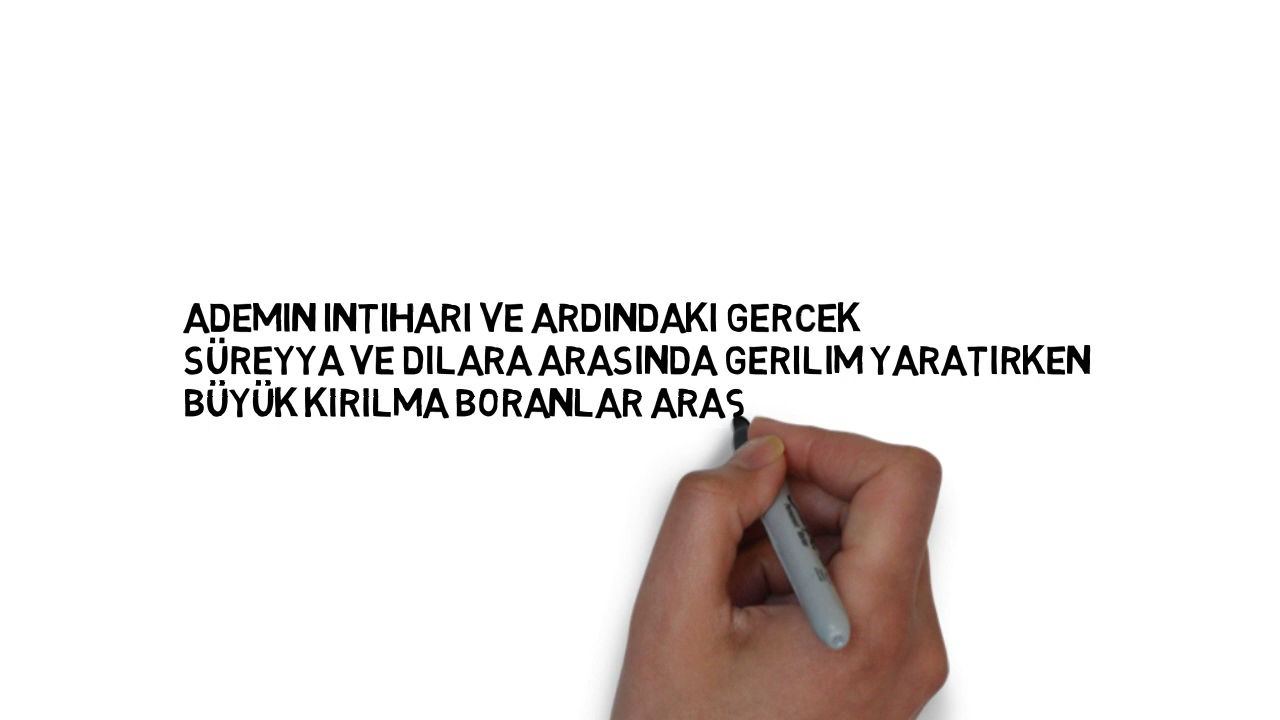 ADEMIN INTIHARI VE ARDINDAKI GERCEK
SÜREYYA VE DILARA ARASINDA GERILIM YARATIRKEN
BÜYÜK KIRILMA BORANLAR ARAS